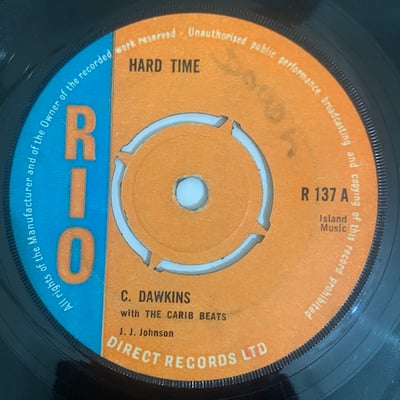 All rights of the Manufacturer and of the Owner of the recorded work reserved - Unauthorised public performance broadcasting and copying of this record prohibited
HARD TIME
RIO
R 137 A
Island
Music
C. DAWKINS
with THE CARIB BEATS
J. J. Johnson
DIRECT RECORDS LTD